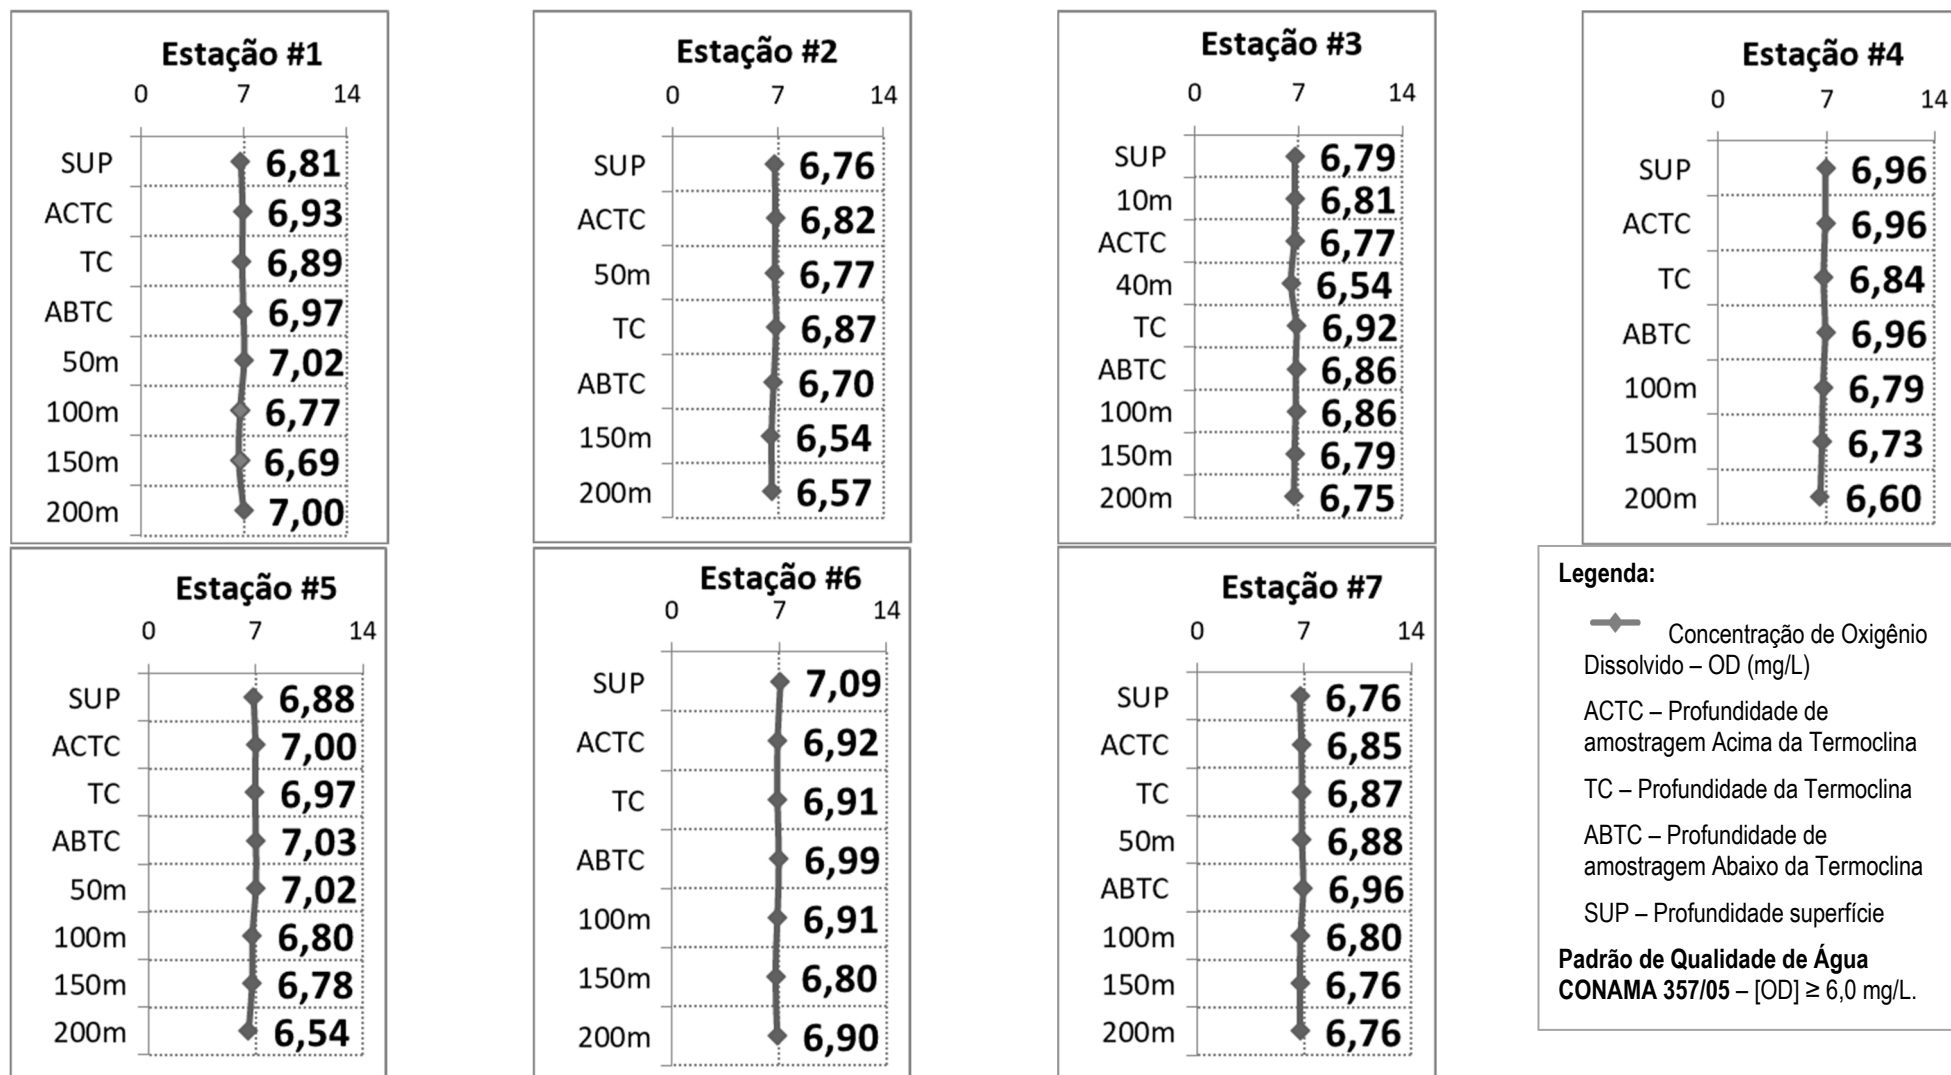 Estação #1
0 7 14
SUP 6,81
ACTC 6,93
TC 6,89
ABTC 6,97
50m 7,02
100m 6,77
150m 6,69
200m 7,00
Estação #2
0 7 14
SUP 6,76
ACTC 6,82
50m 6,77
TC 6,87
ABTC 6,70
150m 6,54
200m 6,57
Estação #3
0 7 14
SUP 6,79
10m 6,81
ACTC 6,77
40m 6,54
TC 6,92
ABTC 6,86
100m 6,86
150m 6,79
200m 6,75
Estação #4
0 7 14
SUP 6,96
ACTC 6,96
TC 6,84
ABTC 6,96
100m 6,79
150m 6,73
200m 6,60
Estação #5
0 7 14
SUP 6,88
ACTC 7,00
TC 6,97
ABTC 7,03
50m 7,02
100m 6,80
150m 6,78
200m 6,54
Estação #6
0 7 14
SUP 7,09
ACTC 6,92
TC 6,91
ABTC 6,99
100m 6,91
150m 6,80
200m 6,90
Estação #7
0 7 14
SUP 6,76
ACTC 6,85
TC 6,87
50m 6,88
ABTC 6,96
100m 6,80
150m 6,76
200m 6,76
Legenda:
Concentração de Oxigênio
Dissolvido – OD (mg/L)
ACTC – Profundidade de
amostragem Acima da Termoclina
TC – Profundidade da Termoclina
ABTC – Profundidade de
amostragem Abaixo da Termoclina
SUP – Profundidade superfície
Padrão de Qualidade de Água
CONAMA 357/05 – [OD] ≥ 6,0 mg/L.